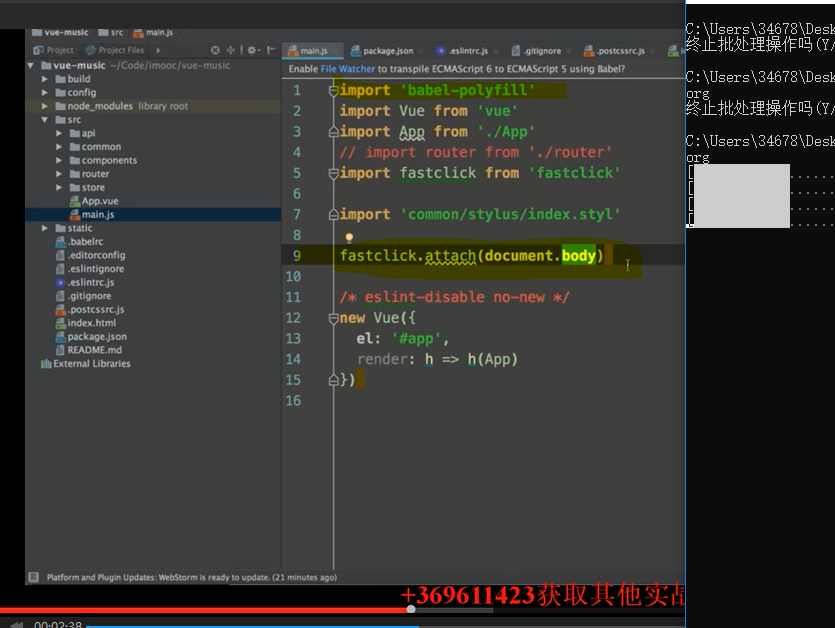 vue-music src main.js
Project Project Files
vue-music ~/Code/imooc/vue-music
build
config
node_modules library root
src
api
common
components
router
store
App.vue
main.js
static
.babelrc
.editorconfig
.eslintignore
.eslintrc.js
.gitignore
.postcssrc.js
index.html
package.json
README.md
External Libraries
main.js package.json .eslintrc.js .gitignore .postcssrc.js
Enable File Watcher to transpile ECMAScript 6 to ECMAScript 5 using Babel?
1 import 'babel-polyfill'
2 import Vue from 'vue'
3 import App from './App'
4 // import router from './router'
5 import fastclick from 'fastclick'
6
7 import 'common/stylus/index.styl'
8
9 fastclick.attach(document.body)
10
11 /* eslint-disable no-new */
12 new Vue({
13 el: '#app',
14 render: h => h(App)
15 })
16
Platform and Plugin Updates: WebStorm is ready to update. (21 minutes ago)
+369611423获取其他实战
00:02:38
C:\Users\34678\Desk
终止批处理操作吗(Y/
C:\Users\34678\Desk
org
终止批处理操作吗(Y/
C:\Users\34678\Desk
org
[ ......
[ ......
[ ......
[ ......